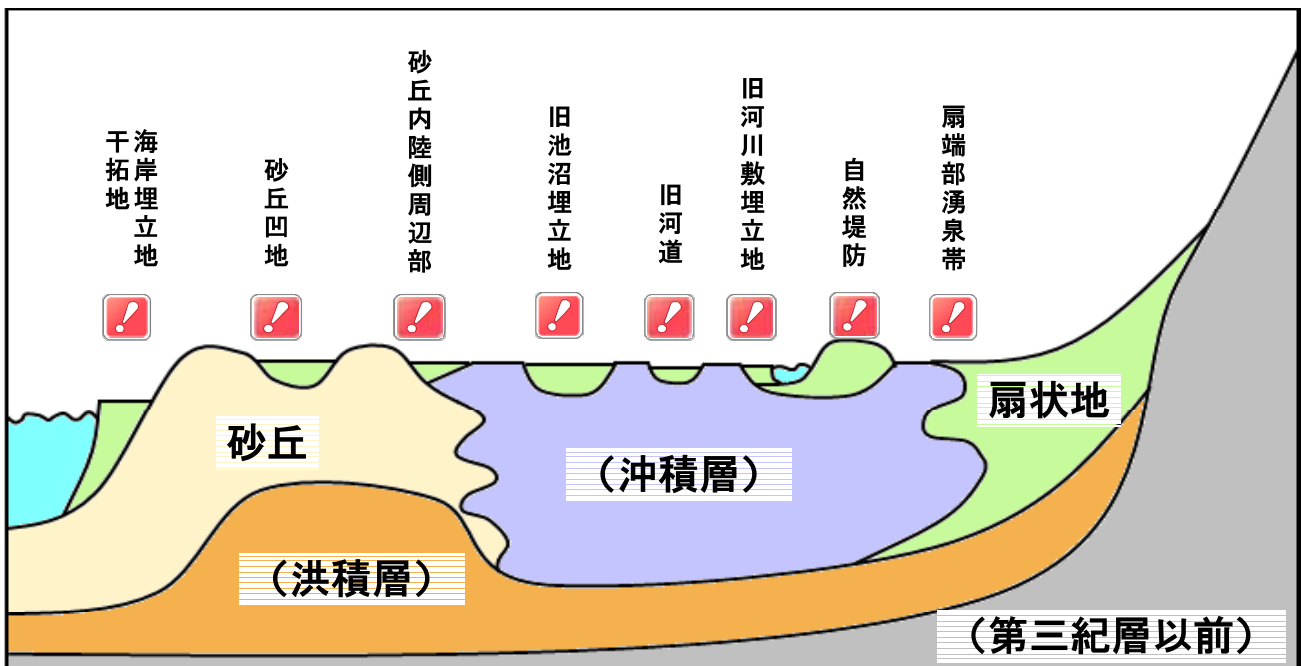 海岸埋立地
干拓地
砂丘凹地
砂丘内陸側周辺部
旧池沼埋立地
旧河道
旧河川敷埋立地
自然堤防
扇端部湧泉帯
扇状地
砂丘
（沖積層）
（洪積層）
（第三紀層以前）